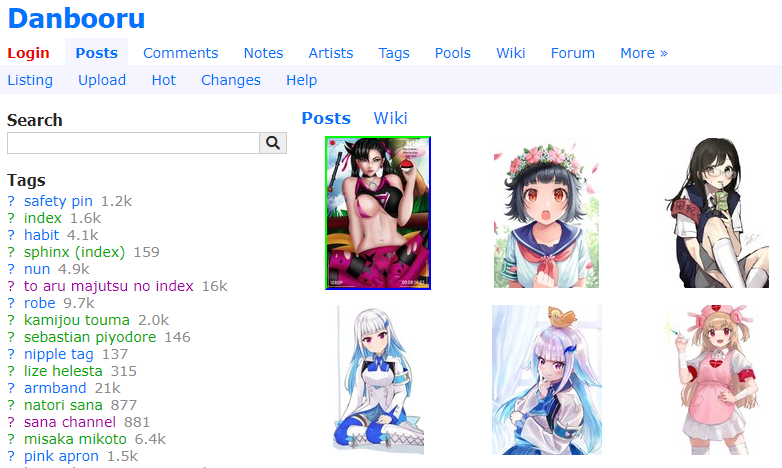 Danbooru
Login Posts Comments Notes Artists Tags Pools Wiki Forum More »
Listing Upload Hot Changes Help
Search
Posts Wiki
Tags
? safety pin 1.2k
? index 1.6k
? habit 4.1k
? sphinx (index) 159
? nun 4.9k
? to aru majutsu no index 16k
? robe 9.7k
? kamijou touma 2.0k
? sebastian piyodore 146
? nipple tag 137
? lize helesta 315
? armband 21k
? natori sana 877
? sana channel 881
? misaka mikoto 6.4k
? pink apron 1.5k